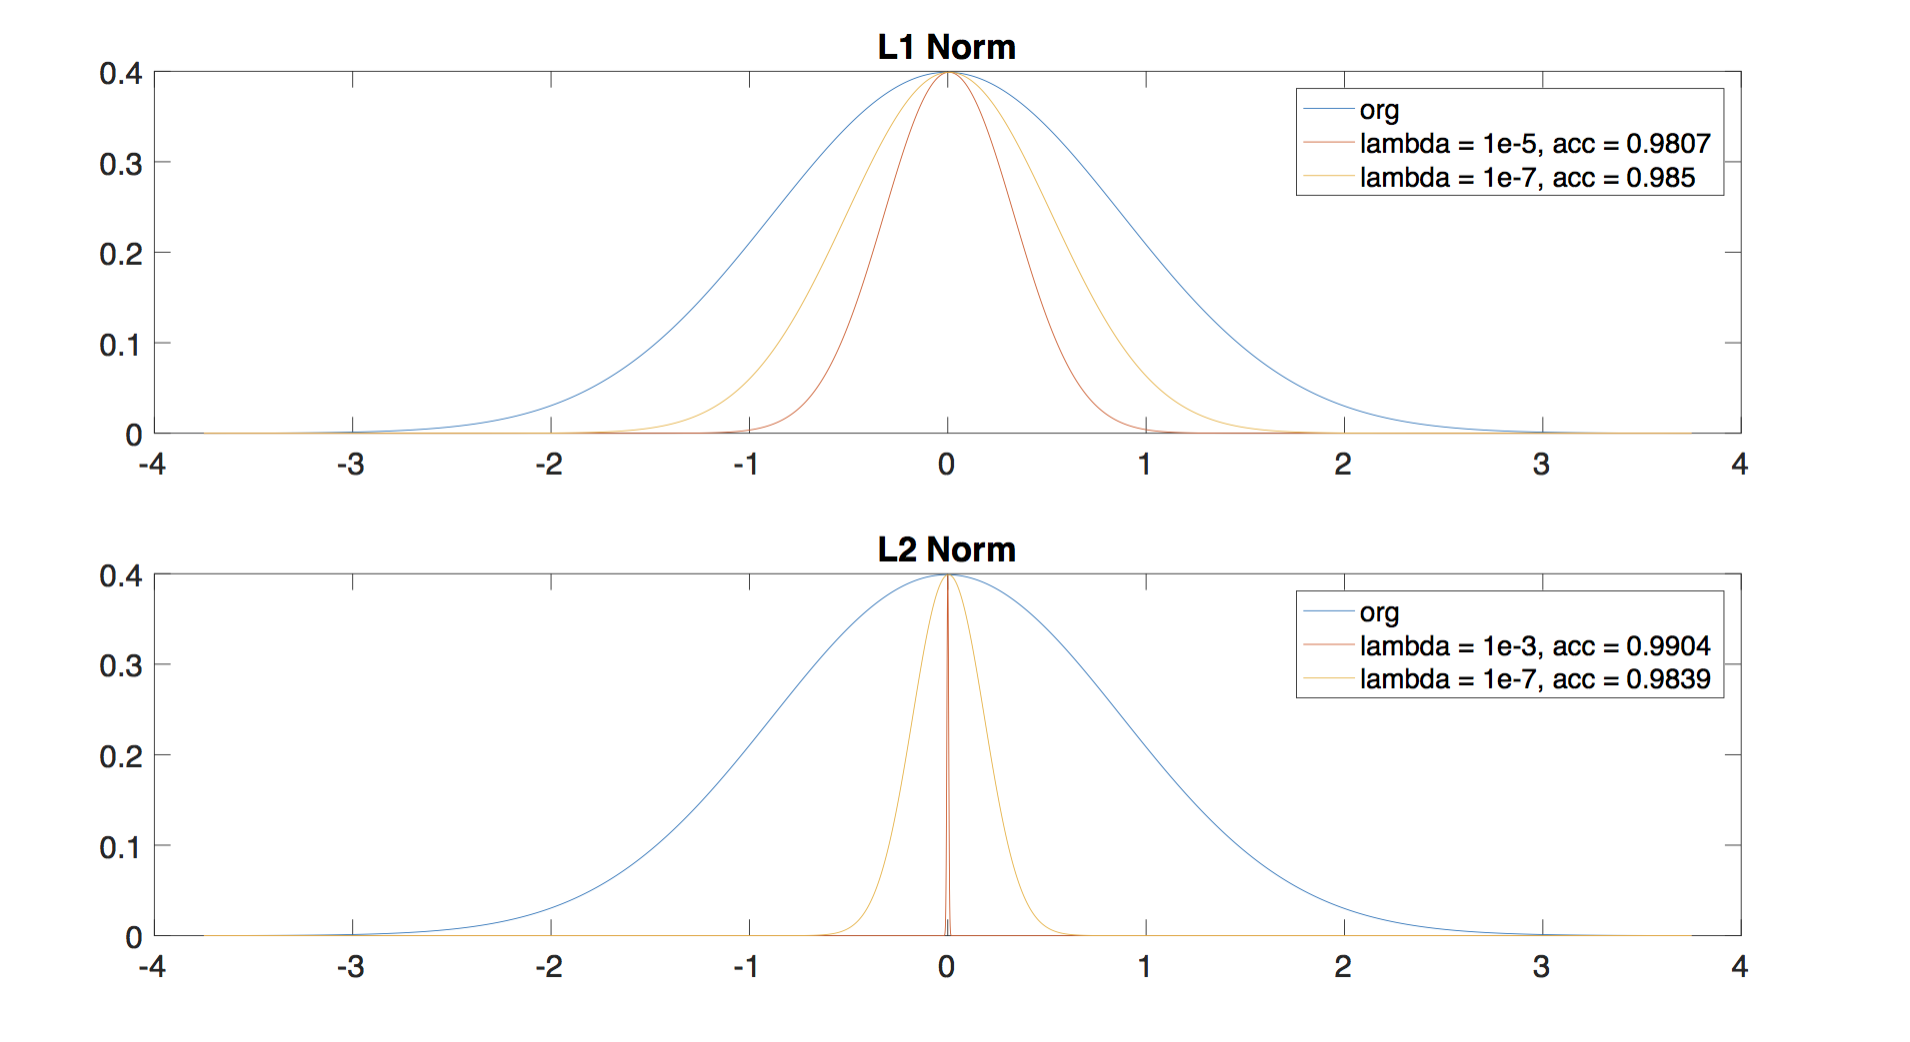 L1 Norm
0.4
0.3
0.2
0.1
0
-4 -3 -2 -1 0 1 2 3 4
org
lambda = 1e-5, acc = 0.9807
lambda = 1e-7, acc = 0.985
L2 Norm
0.4
0.3
0.2
0.1
0
-4 -3 -2 -1 0 1 2 3 4
org
lambda = 1e-3, acc = 0.9904
lambda = 1e-7, acc = 0.9839